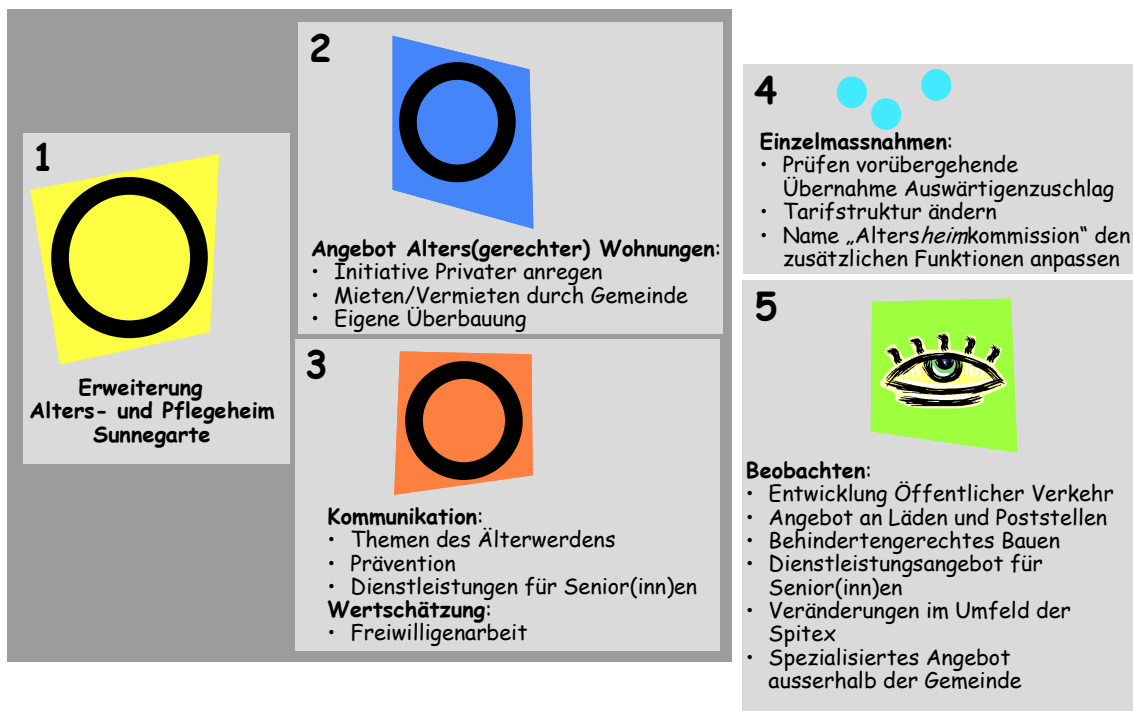 1
Erweiterung
Alters- und Pflegeheim
Sunnegarte
2
Angebot Alters(gerechter) Wohnungen:
• Initiative Privater anregen
• Mieten/Vermieten durch Gemeinde
• Eigene Überbauung
3
Kommunikation:
• Themen des Älterwerdens
• Prävention
• Dienstleistungen für Senior(inn)en
Wertschätzung:
• Freiwilligenarbeit
4
Einzelmassnahmen:
• Prüfen vorübergehende
Übernahme Auswärtigenzuschlag
• Tarifstruktur ändern
• Name „Altersheimkommission“ den
zusätzlichen Funktionen anpassen
5
Beobachten:
• Entwicklung Öffentlicher Verkehr
• Angebot an Läden und Poststellen
• Behindertengerechtes Bauen
• Dienstleistungsangebot für
Senior(inn)en
• Veränderungen im Umfeld der
Spitex
• Spezialisiertes Angebot
ausserhalb der Gemeinde